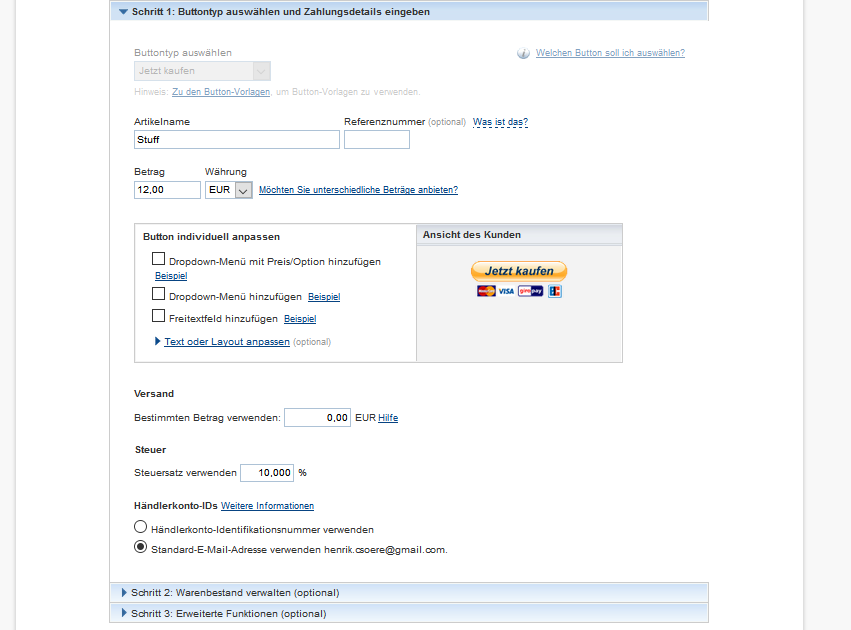 Schritt 1: Buttontyp auswählen und Zahlungsdetails eingeben
Buttontyp auswählen
Welchen Button soll ich auswählen?
Jetzt kaufen
Hinweis: Zu den Button-Vorlagen, um Button-Vorlagen zu verwenden.
Artikelname
Referenznummer (optional) Was ist das?
Stuff
Betrag
Währung
12,00
EUR
Möchten Sie unterschiedliche Beträge anbieten?
Button individuell anpassen
Ansicht des Kunden
Dropdown-Menü mit Preis/Option hinzufügen
Beispiel
Jetzt kaufen
MasterCard VISA giropay
Dropdown-Menü hinzufügen Beispiel
Freitextfeld hinzufügen Beispiel
Text oder Layout anpassen (optional)
Versand
Bestimmten Betrag verwenden: 0,00 EUR Hilfe
Steuer
Steuersatz verwenden 10,000 %
Händlerkonto-IDs Weitere Informationen
Händlerkonto-Identifikationsnummer verwenden
Standard-E-Mail-Adresse verwenden henrik.csoere@gmail.com.
Schritt 2: Warenbestand verwalten (optional)
Schritt 3: Erweiterte Funktionen (optional)